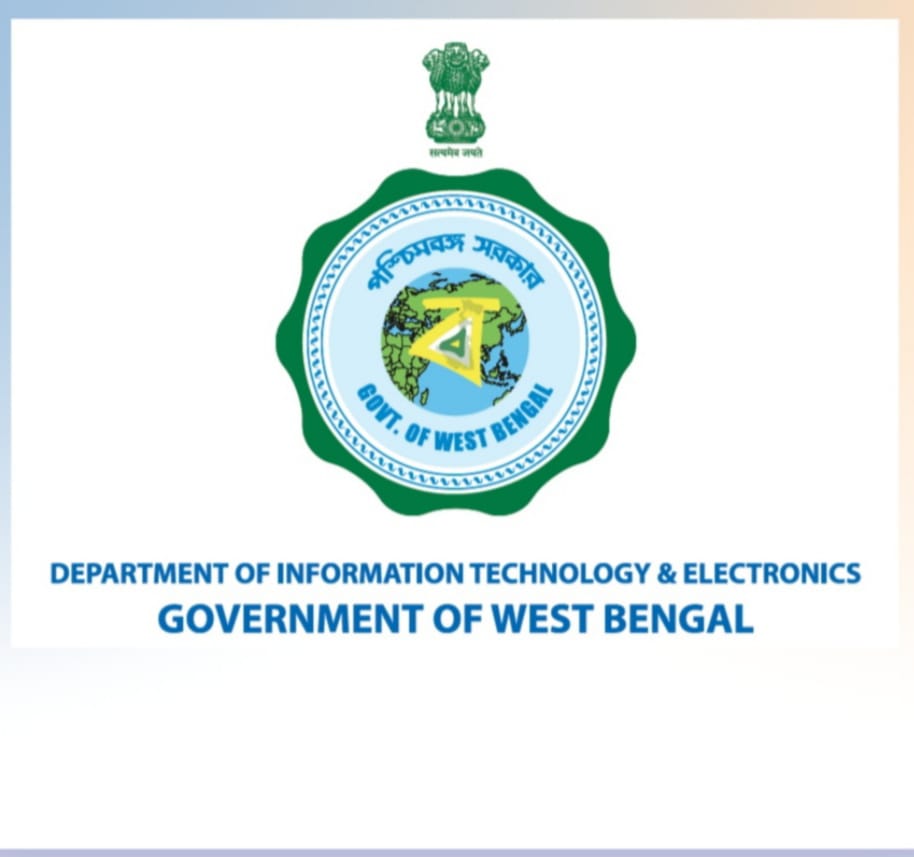 सत्यमेव जयते
পশ্চিমবঙ্গ সরকার
ব
GOVT. OF WEST BENGAL
DEPARTMENT OF INFORMATION TECHNOLOGY & ELECTRONICS
GOVERNMENT OF WEST BENGAL